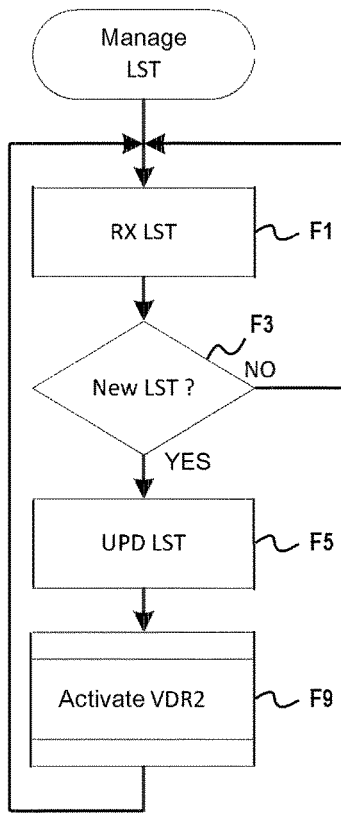 Manage
LST
RX LST
F1
F3
New LST ?
NO
YES
UPD LST
F5
Activate VDR2
F9